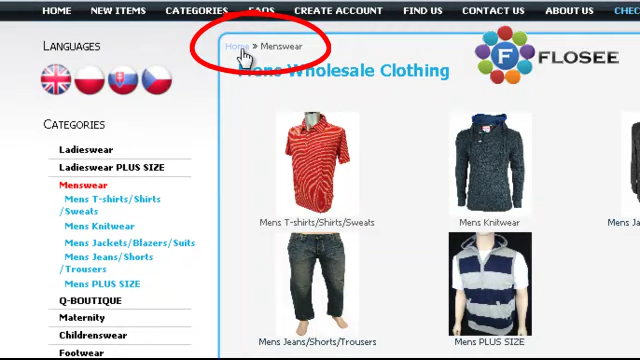 HOME NEW ITEMS CATEGORIES FAQS CREATE ACCOUNT FIND US CONTACT US ABOUT US
LANGUAGES
CATEGORIES
Ladieswear
Ladieswear PLUS SIZE
Menswear
Mens T-shirts/Shirts
/Sweats
Mens Knitwear
Mens Jackets/Blazers/Suits
Mens Jeans/Shorts
/Trousers
Mens PLUS SIZE
Q-BOUTIQUE
Maternity
Childrenswear
Footwear
Home » Menswear
Mens Wholesale Clothing
F FLOSEE
Mens T-shirts/Shirts/Sweats
Mens Knitwear
Mens
Mens Jeans/Shorts/Trousers
Mens PLUS SIZE